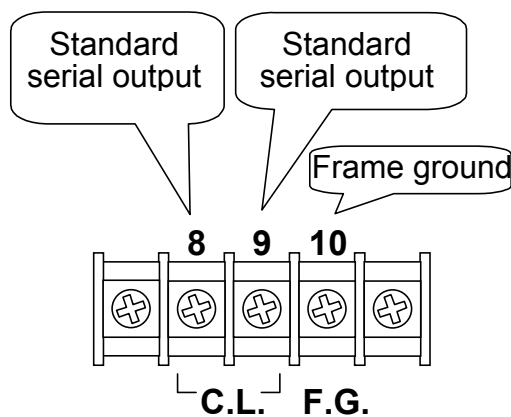 Standard
serial output
Standard
serial output
Frame ground
8 9 10
C.L. F.G.